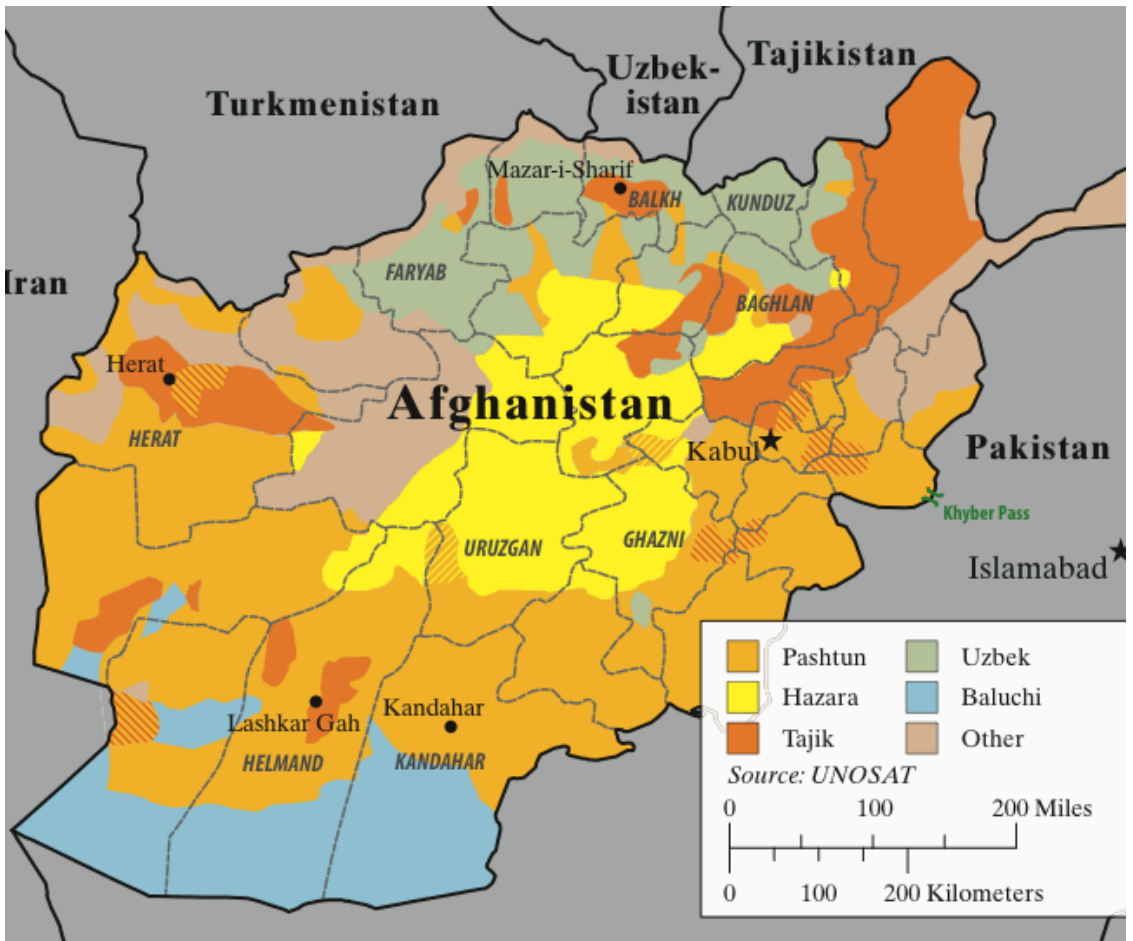 Tajikistan
Uzbek-
istan
Turkmenistan
Mazar-i-Sharif
BALKH
KUNDUZ
FARYAB
Iran
BAGHLAN
Herat
Afghanistan
HERAT
Kabul
Pakistan
Khyber Pass
URUZGAN
GHAZNI
Islamabad
Kandahar
Lashkar Gah
HELMAND
KANDAHAR
Pashtun
Uzbek
Hazara
Baluchi
Tajik
Other
Source: UNOSAT
0 100 200 Miles
0 100 200 Kilometers